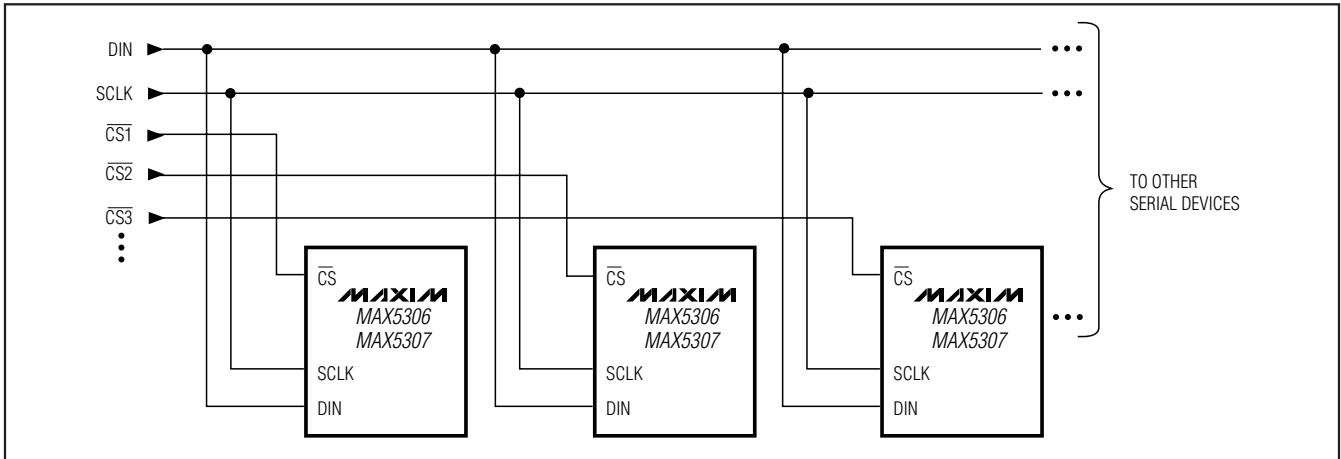 DIN
SCLK
CS1
CS2
CS3
TO OTHER
SERIAL DEVICES
CS
MAXIM
MAX5306
MAX5307
SCLK
DIN
CS
MAXIM
MAX5306
MAX5307
SCLK
DIN
CS
MAXIM
MAX5306
MAX5307
SCLK
DIN